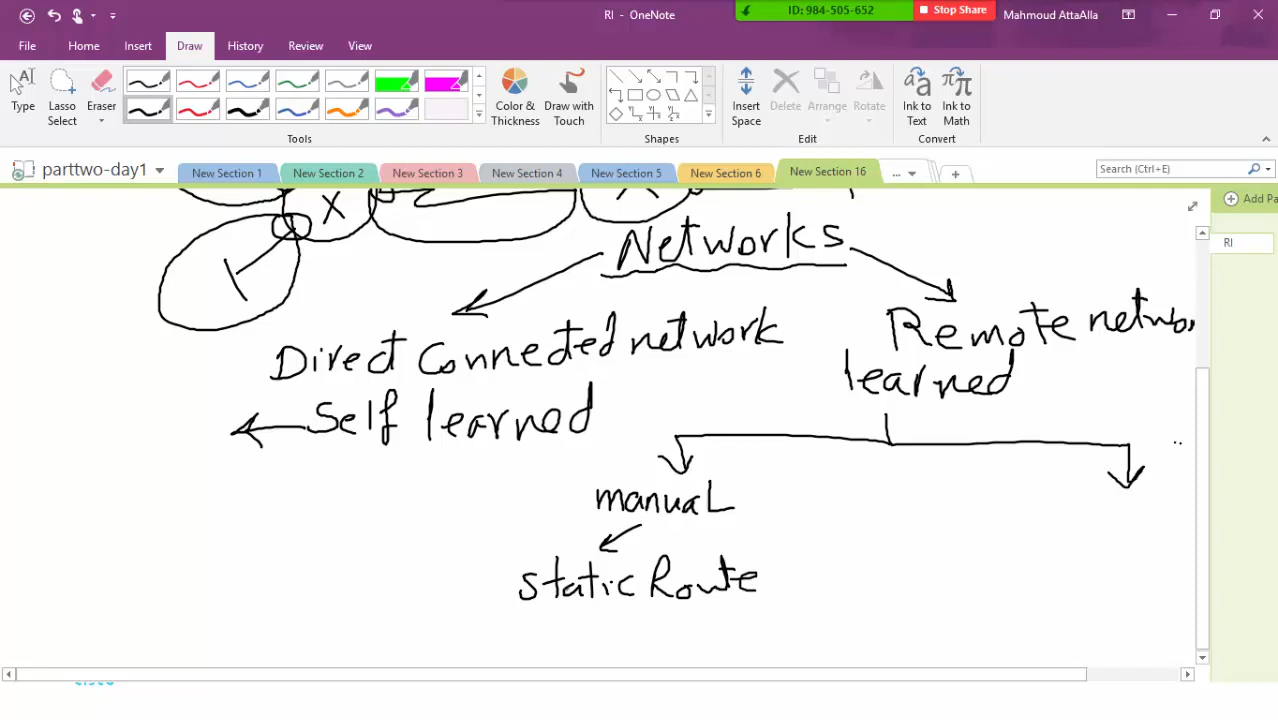 RI - OneNote
ID: 984-505-652
Stop Share
Mahmoud AttaAlla
File
Home
Insert
Draw
History
Review
View
Type
Lasso
Select
Eraser
Color &
Thickness
Draw with
Touch
Insert
Space
Delete
Arrange
Rotate
Ink to
Text
Ink to
Math
Tools
Shapes
Edit
Convert
parttwo-day1
New Section 1
New Section 2
New Section 3
New Section 4
New Section 5
New Section 6
New Section 16
...
Search (Ctrl+E)
Add Pa
RI
X
Networks
Direct Connected network
Remote networ
learned
Self learned
manual
static Route